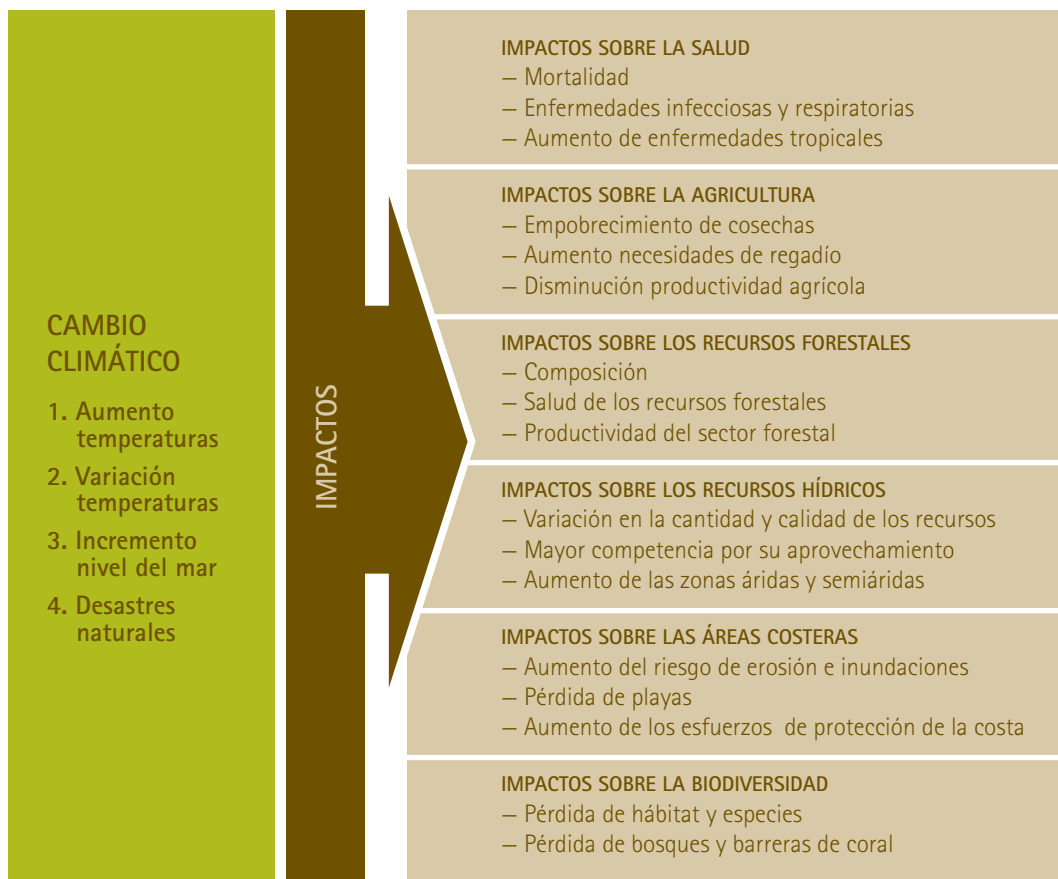 CAMBIO
CLIMÁTICO
1. Aumento
temperaturas
2. Variación
temperaturas
3. Incremento
nivel del mar
4. Desastres
naturales
IMPACTOS
IMPACTOS SOBRE LA SALUD
— Mortalidad
— Enfermedades infecciosas y respiratorias
— Aumento de enfermedades tropicales
IMPACTOS SOBRE LA AGRICULTURA
— Empobrecimiento de cosechas
— Aumento necesidades de regadío
— Disminución productividad agrícola
IMPACTOS SOBRE LOS RECURSOS FORESTALES
— Composición
— Salud de los recursos forestales
— Productividad del sector forestal
IMPACTOS SOBRE LOS RECURSOS HÍDRICOS
— Variación en la cantidad y calidad de los recursos
— Mayor competencia por su aprovechamiento
— Aumento de las zonas áridas y semiáridas
IMPACTOS SOBRE LAS ÁREAS COSTERAS
— Aumento del riesgo de erosión e inundaciones
— Pérdida de playas
— Aumento de los esfuerzos de protección de la costa
IMPACTOS SOBRE LA BIODIVERSIDAD
— Pérdida de hábitat y especies
— Pérdida de bosques y barreras de coral